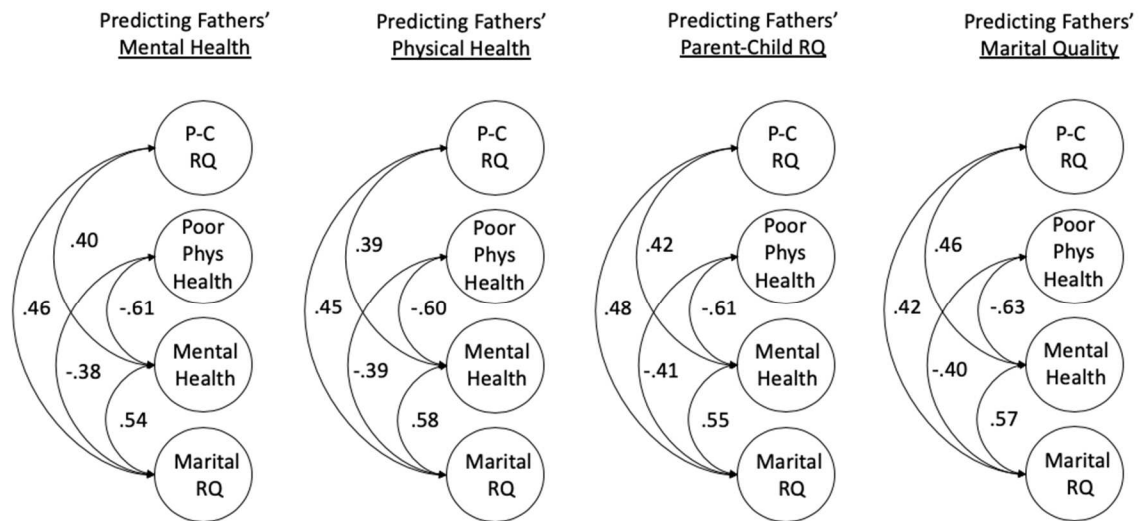 Predicting Fathers’
Mental Health
P-C
RQ
.40
Poor
Phys
Health
.46
-.61
-.38
Mental
Health
.54
Marital
RQ
Predicting Fathers’
Physical Health
P-C
RQ
.39
Poor
Phys
Health
.45
-.60
-.39
Mental
Health
.58
Marital
RQ
Predicting Fathers’
Parent-Child RQ
P-C
RQ
.42
Poor
Phys
Health
.48
-.61
-.41
Mental
Health
.55
Marital
RQ
Predicting Fathers’
Marital Quality
P-C
RQ
.46
Poor
Phys
Health
.42
-.63
-.40
Mental
Health
.57
Marital
RQ